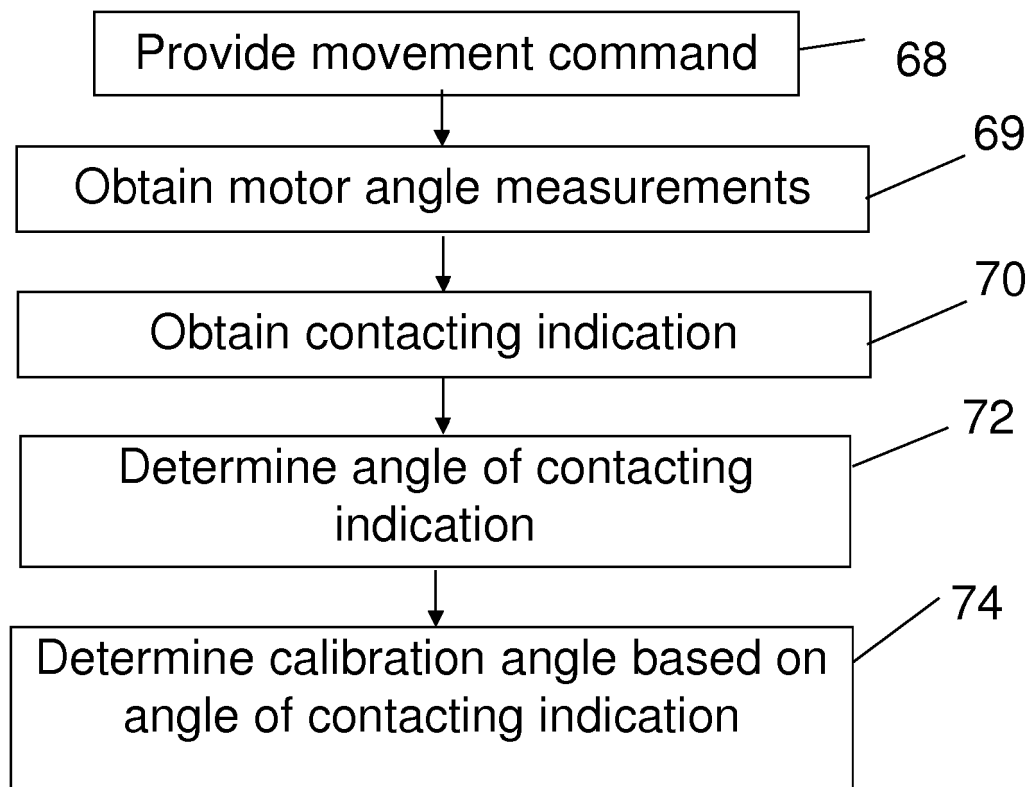 Provide movement command
68
69
Obtain motor angle measurements
70
Obtain contacting indication
72
Determine angle of contacting
indication
74
Determine calibration angle based on
angle of contacting indication